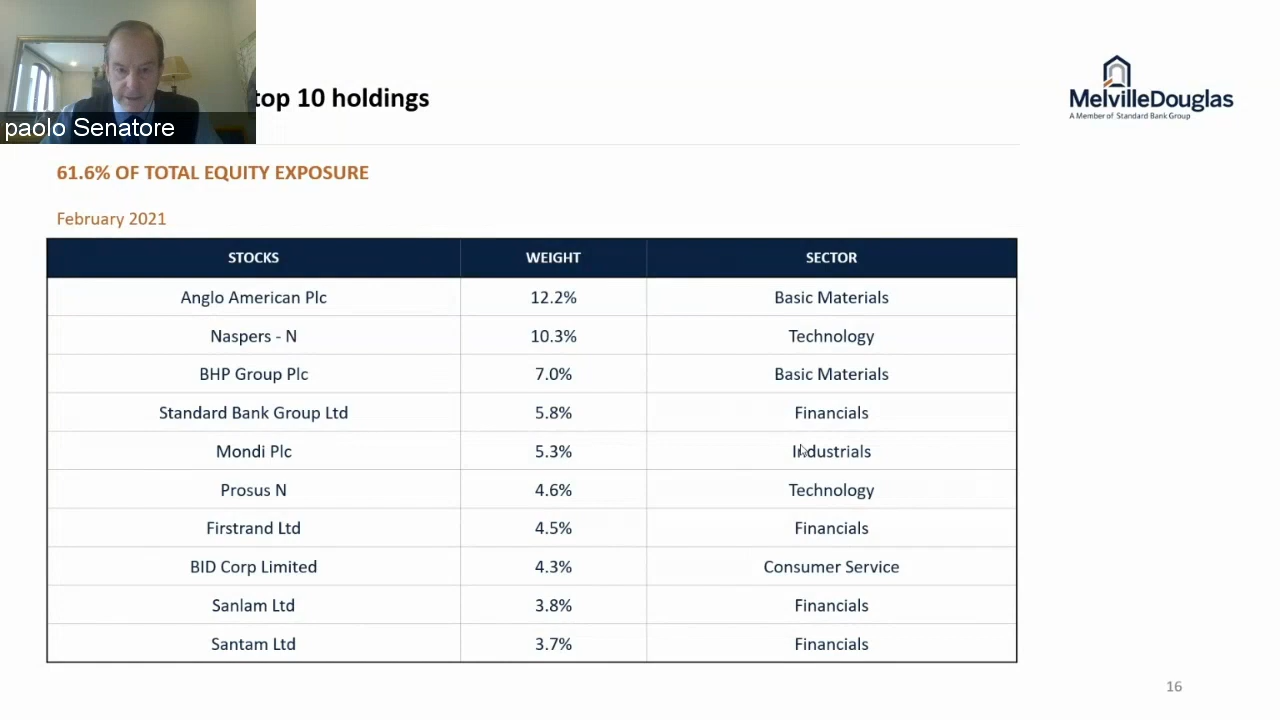 paolo Senatore
top 10 holdings
MelvilleDouglas
A Member of Standard Bank Group
61.6% OF TOTAL EQUITY EXPOSURE
February 2021
STOCKS WEIGHT SECTOR
Anglo American Plc 12.2% Basic Materials
Naspers - N 10.3% Technology
BHP Group Plc 7.0% Basic Materials
Standard Bank Group Ltd 5.8% Financials
Mondi Plc 5.3% Industrials
Prosus N 4.6% Technology
Firstrand Ltd 4.5% Financials
BID Corp Limited 4.3% Consumer Service
Sanlam Ltd 3.8% Financials
Santam Ltd 3.7% Financials
16